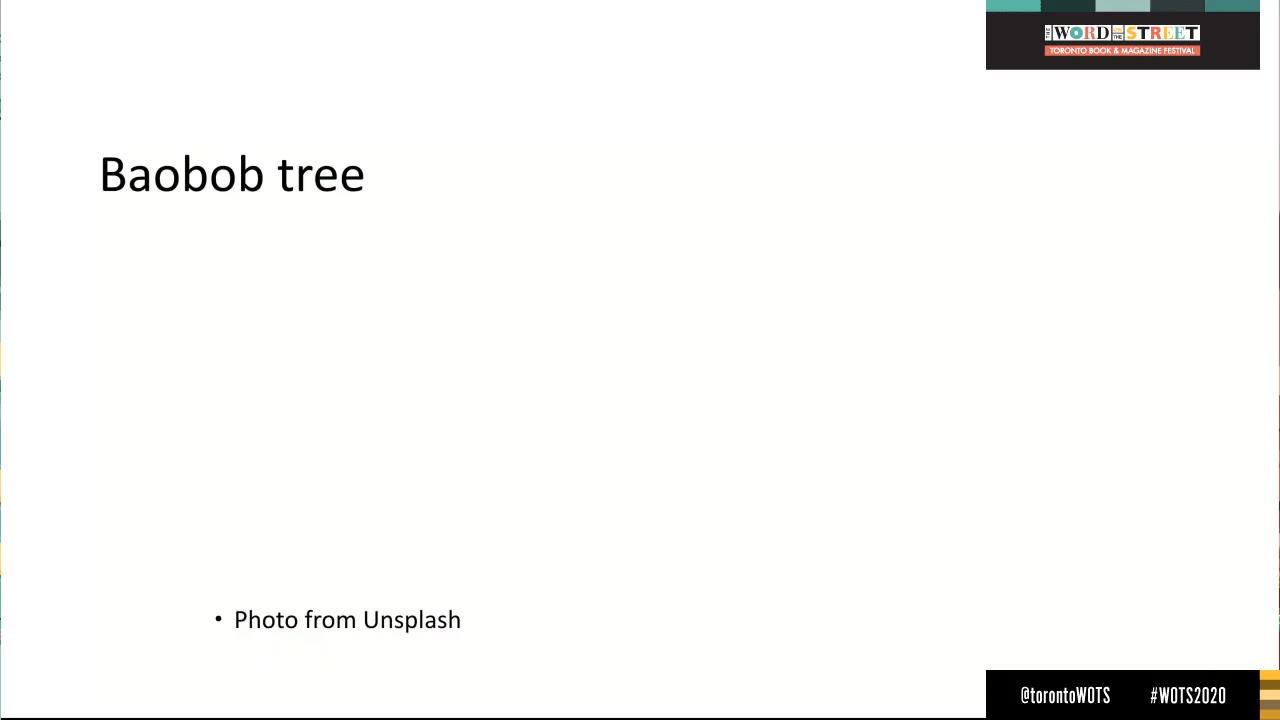 THE WORD ON THE STREET
TORONTO BOOK & MAGAZINE FESTIVAL
Baobob tree
• Photo from Unsplash
@torontoWOTS #WOTS2020